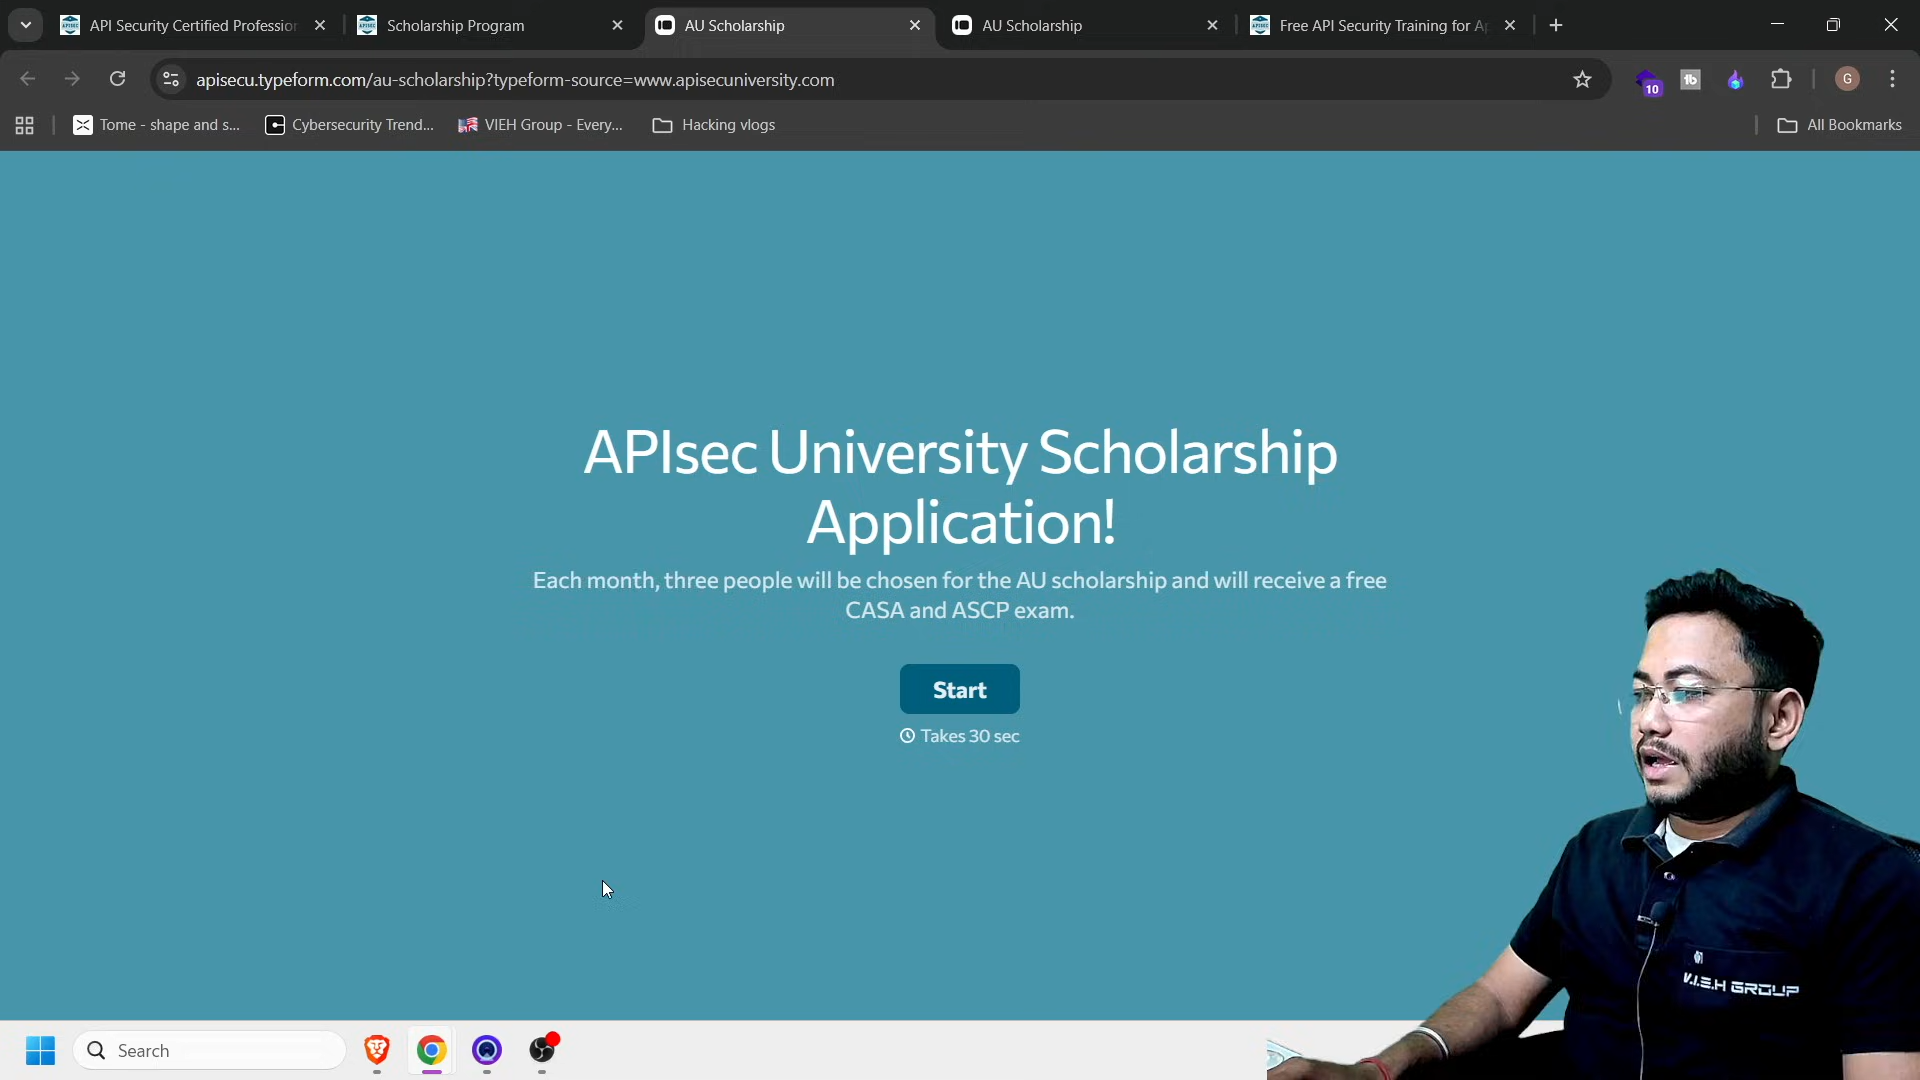 API Security Certified Profession
Scholarship Program
AU Scholarship
AU Scholarship
Free API Security Training for Ap
apisecu.typeform.com/au-scholarship?typeform-source=www.apisecuniversity.com
10
G
Tome - shape and s...
Cybersecurity Trend...
VIEH Group - Every...
Hacking vlogs
All Bookmarks
APIsec University Scholarship
Application!
Each month, three people will be chosen for the AU scholarship and will receive a free
CASA and ASCP exam.
Start
Takes 30 sec
V.I.E.H GROUP
Search